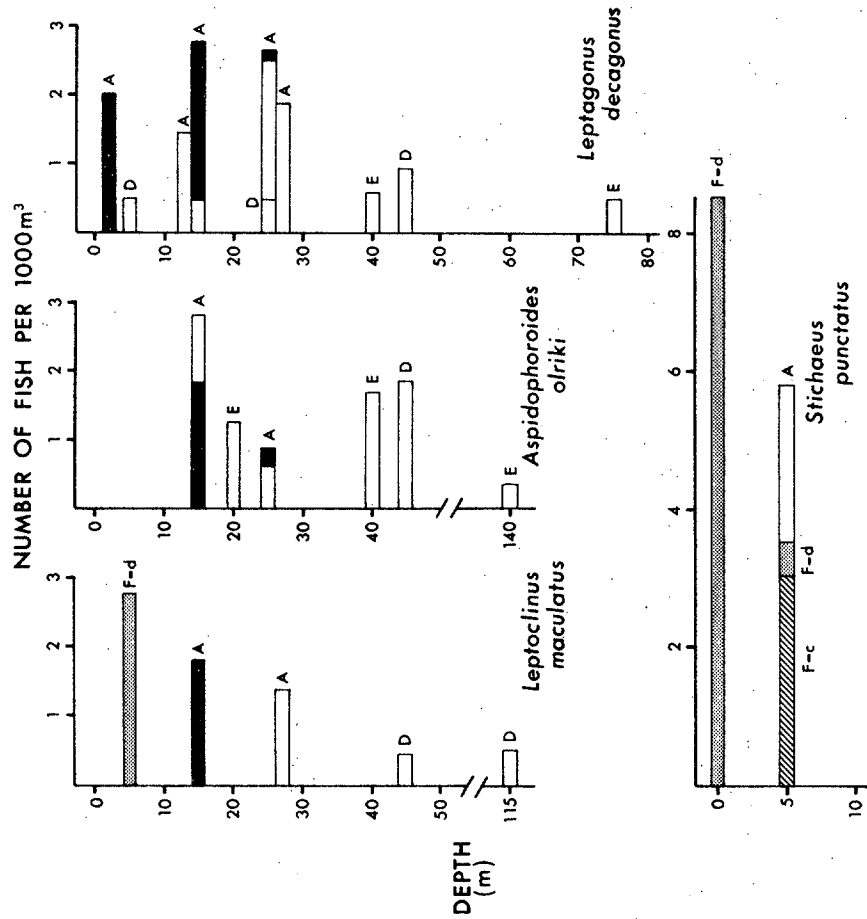 NUMBER OF FISH PER 1000m³
1 2 3
DEPTH
(m)
0 10 20 30 40 50 115
F-d
A
A
D
D
Leptoclinus
maculatus
1 2 3
0 10 20 30 40 140
A
E
A
E
D
E
Aspidophoroides
olriki
1 2 3
0 10 20 30 40 50 60 70 80
A
D
A
A
D
A
A
E
D
E
Leptagonus
decagonus
2 4 6 8
0 5 10
F-d
F-c
F-d
A
Stichaeus
punctatus